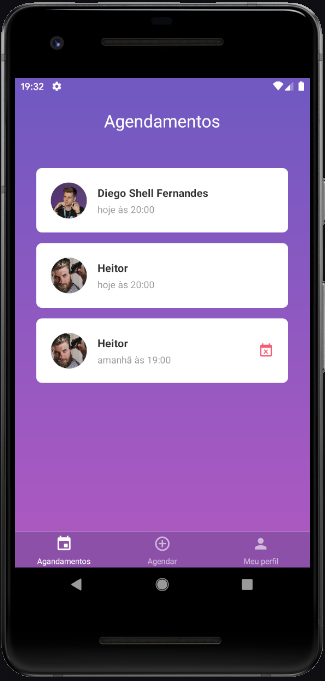 19:32
Agendamentos
Diego Shell Fernandes
hoje às 20:00
Heitor
hoje às 20:00
Heitor
amanhã às 19:00
Agandamentos
Agendar
Meu perfil